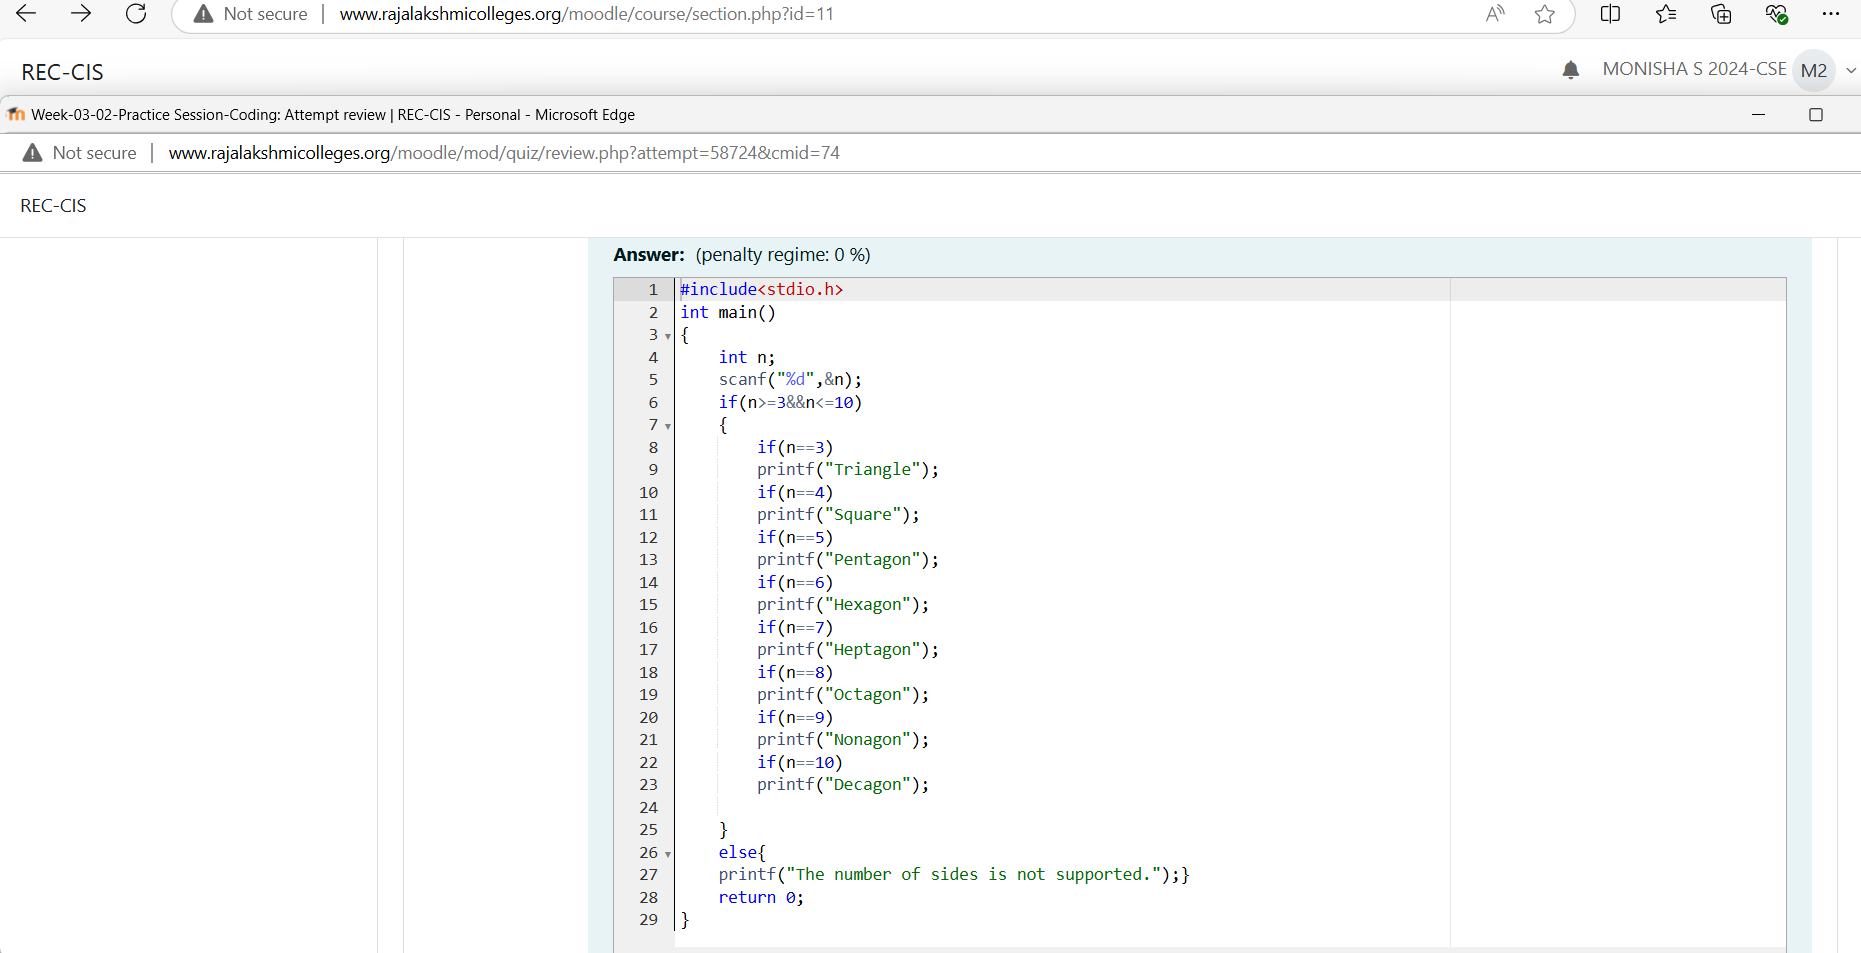 Not secure | www.rajalakshmicolleges.org/moodle/course/section.php?id=11
REC-CIS
MONISHA S 2024-CSE M2
Week-03-02-Practice Session-Coding: Attempt review | REC-CIS - Personal - Microsoft Edge
Not secure | www.rajalakshmicolleges.org/moodle/mod/quiz/review.php?attempt=58724&cmid=74
REC-CIS
Answer: (penalty regime: 0 %)
1 #include<stdio.h>
2 int main()
3 {
4 int n;
5 scanf("%d",&n);
6 if(n>=3&&n<=10)
7 {
8 if(n==3)
9 printf("Triangle");
10 if(n==4)
11 printf("Square");
12 if(n==5)
13 printf("Pentagon");
14 if(n==6)
15 printf("Hexagon");
16 if(n==7)
17 printf("Heptagon");
18 if(n==8)
19 printf("Octagon");
20 if(n==9)
21 printf("Nonagon");
22 if(n==10)
23 printf("Decagon");
24
25 }
26 else{
27 printf("The number of sides is not supported.");}
28 return 0;
29 }